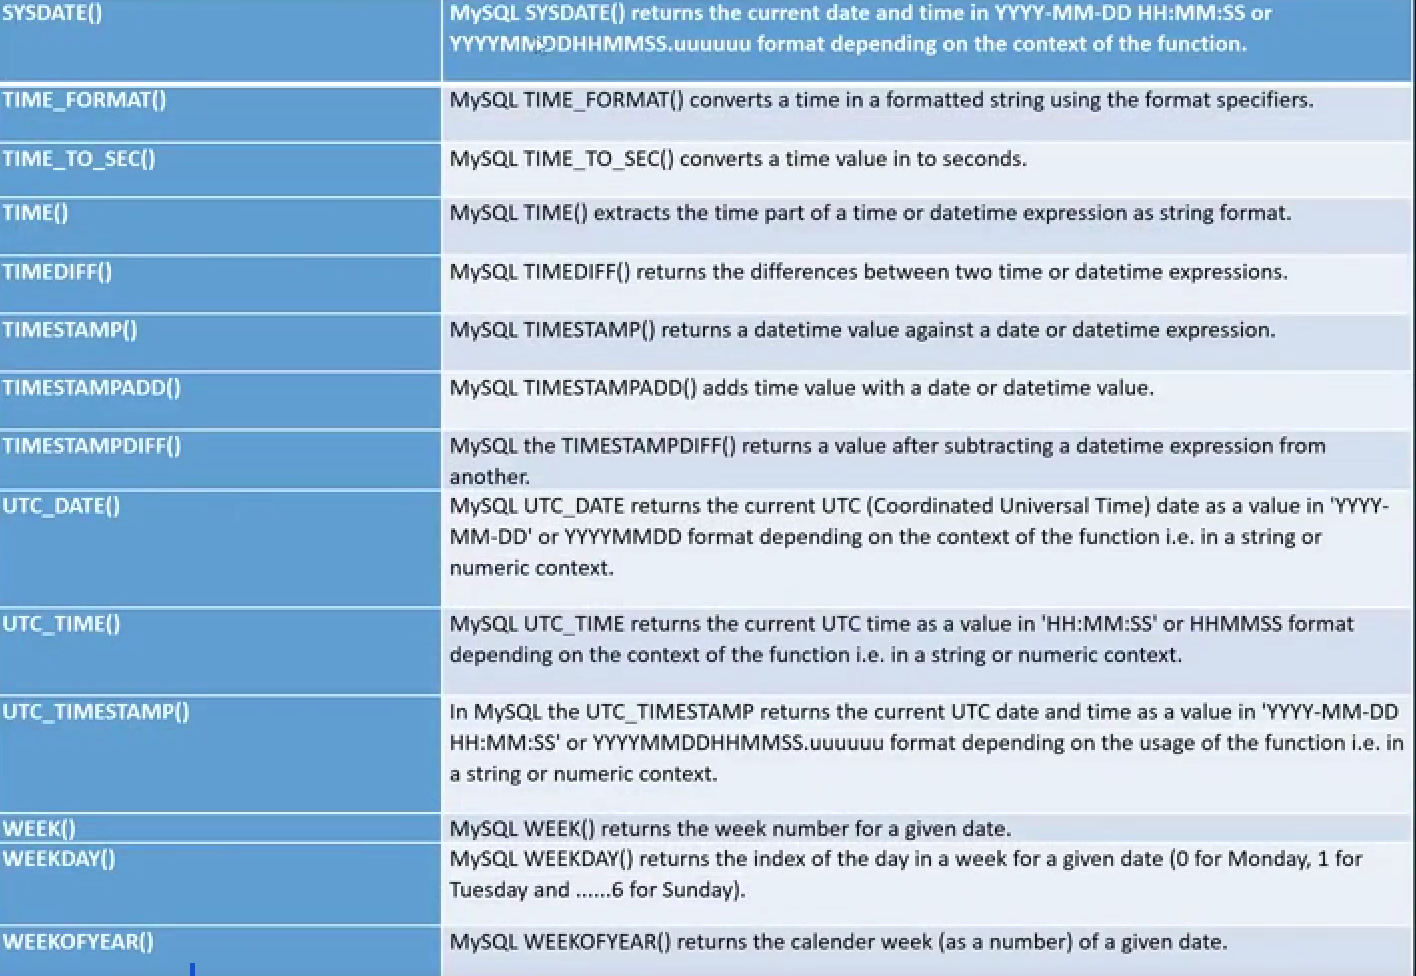 SYSDATE()
MySQL SYSDATE() returns the current date and time in YYYY-MM-DD HH:MM:SS or
YYYYMMDDHHMMSS.uuuuuu format depending on the context of the function.
TIME_FORMAT()
MySQL TIME_FORMAT() converts a time in a formatted string using the format specifiers.
TIME_TO_SEC()
MySQL TIME_TO_SEC() converts a time value in to seconds.
TIME()
MySQL TIME() extracts the time part of a time or datetime expression as string format.
TIMEDIFF()
MySQL TIMEDIFF() returns the differences between two time or datetime expressions.
TIMESTAMP()
MySQL TIMESTAMP() returns a datetime value against a date or datetime expression.
TIMESTAMPADD()
MySQL TIMESTAMPADD() adds time value with a date or datetime value.
TIMESTAMPDIFF()
MySQL the TIMESTAMPDIFF() returns a value after subtracting a datetime expression from
another.
UTC_DATE()
MySQL UTC_DATE returns the current UTC (Coordinated Universal Time) date as a value in 'YYYY-
MM-DD' or YYYYMMDD format depending on the context of the function i.e. in a string or
numeric context.
UTC_TIME()
MySQL UTC_TIME returns the current UTC time as a value in 'HH:MM:SS' or HHMMSS format
depending on the context of the function i.e. in a string or numeric context.
UTC_TIMESTAMP()
In MySQL the UTC_TIMESTAMP returns the current UTC date and time as a value in 'YYYY-MM-DD
HH:MM:SS' or YYYYMMDDHHMMSS.uuuuuu format depending on the usage of the function i.e. in
a string or numeric context.
WEEK()
MySQL WEEK() returns the week number for a given date.
WEEKDAY()
MySQL WEEKDAY() returns the index of the day in a week for a given date (0 for Monday, 1 for
Tuesday and ......6 for Sunday).
WEEKOFYEAR()
MySQL WEEKOFYEAR() returns the calender week (as a number) of a given date.